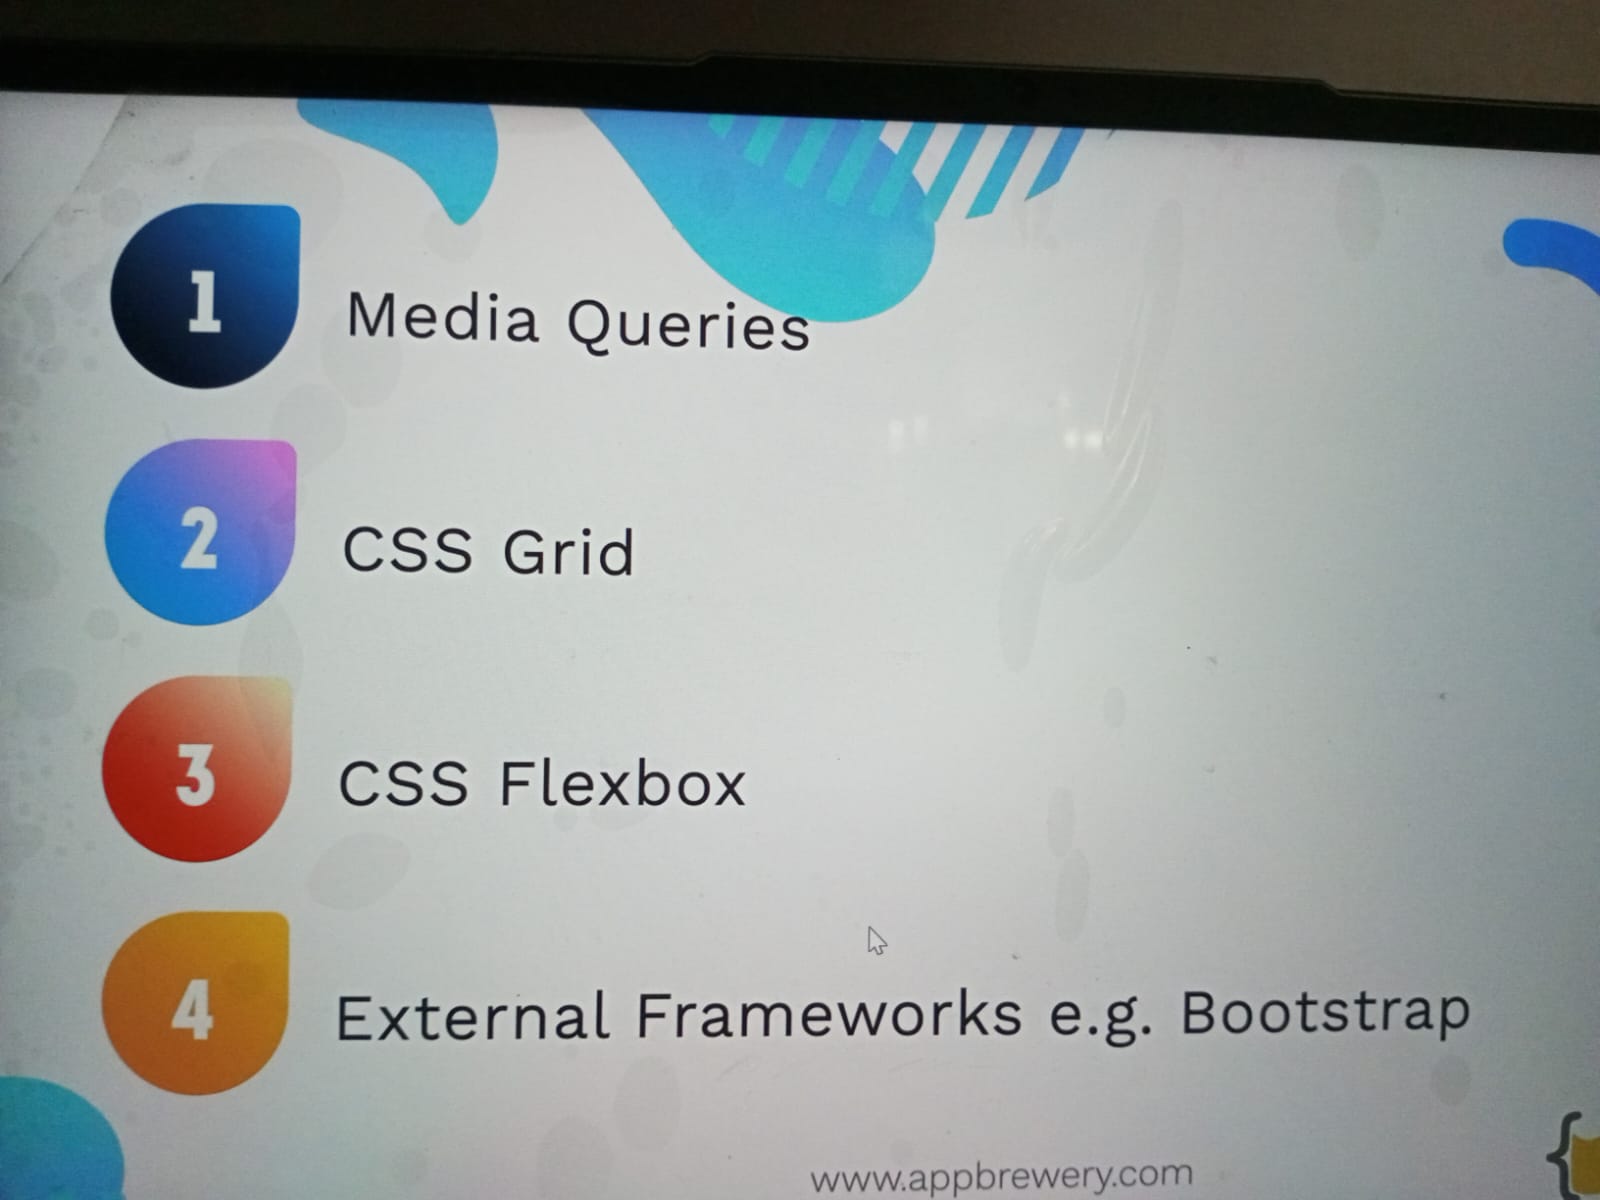 1 Media Queries
2 CSS Grid
3 CSS Flexbox
4 External Frameworks e.g. Bootstrap
www.appbrewery.com
{